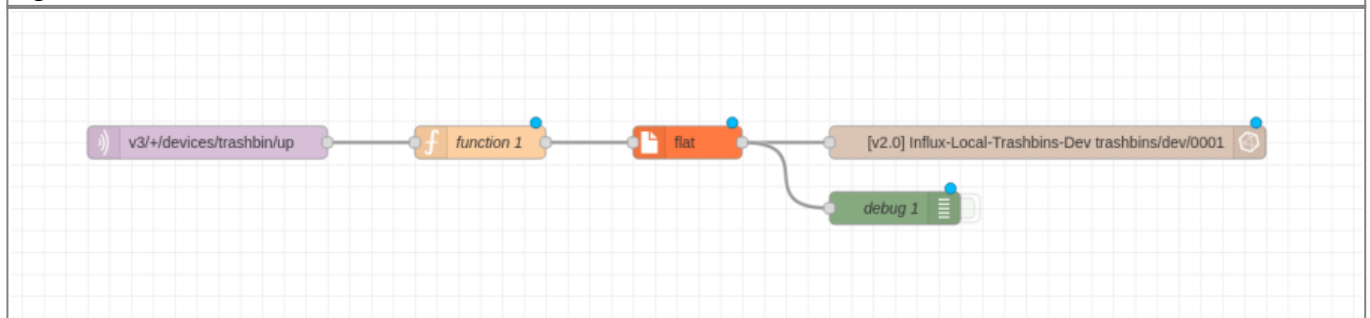 v3/+/devices/trashbin/up
function 1
flat
[v2.0] Influx-Local-Trashbins-Dev trashbins/dev/0001
debug 1